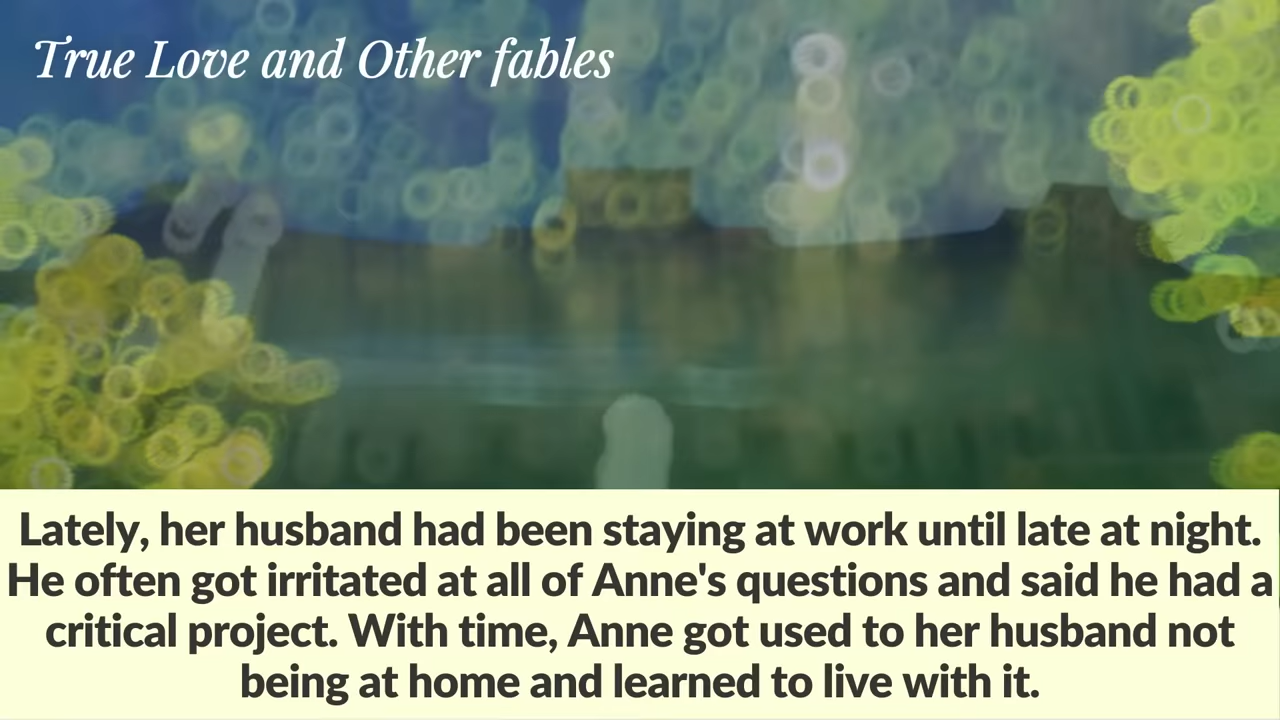 True Love and Other fables
Lately, her husband had been staying at work until late at night.
He often got irritated at all of Anne's questions and said he had a
critical project. With time, Anne got used to her husband not
being at home and learned to live with it.